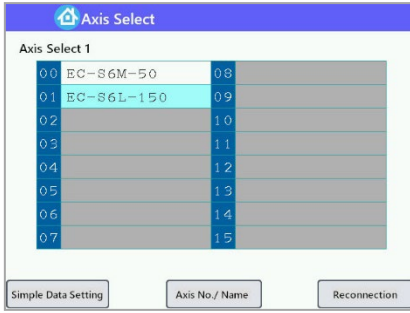 Axis Select
Axis Select 1
00 EC-S6M-50 08
01 EC-S6L-150 09
02 10
03 11
04 12
05 13
06 14
07 15
Simple Data Setting Axis No./ Name Reconnection